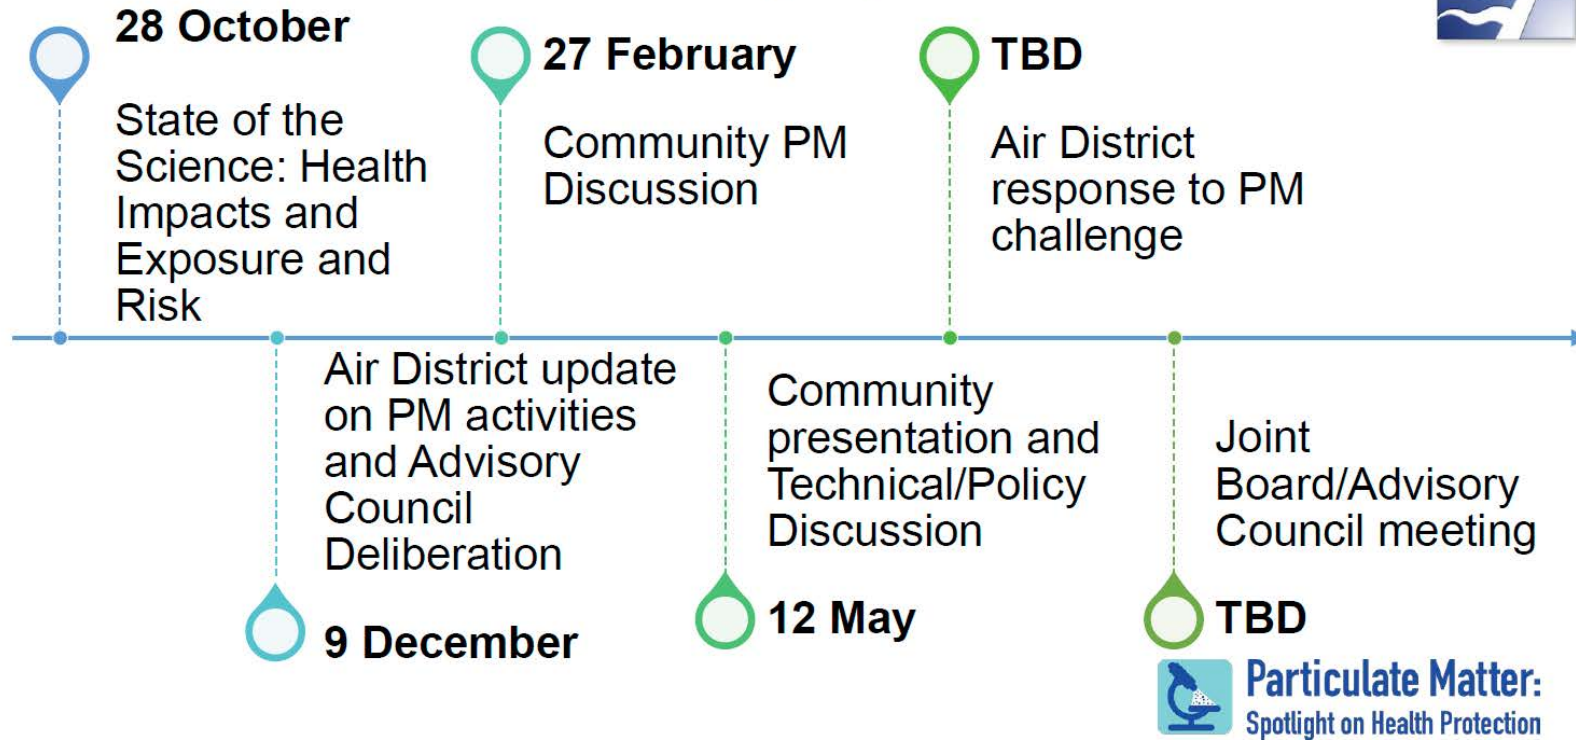 28 October
State of the
Science: Health
Impacts and
Exposure and
Risk
Air District update
on PM activities
and Advisory
Council
Deliberation
9 December
27 February
Community PM
Discussion
Community
presentation and
Technical/Policy
Discussion
12 May
TBD
Air District
response to PM
challenge
Joint
Board/Advisory
Council meeting
TBD
Particulate Matter:
Spotlight on Health Protection